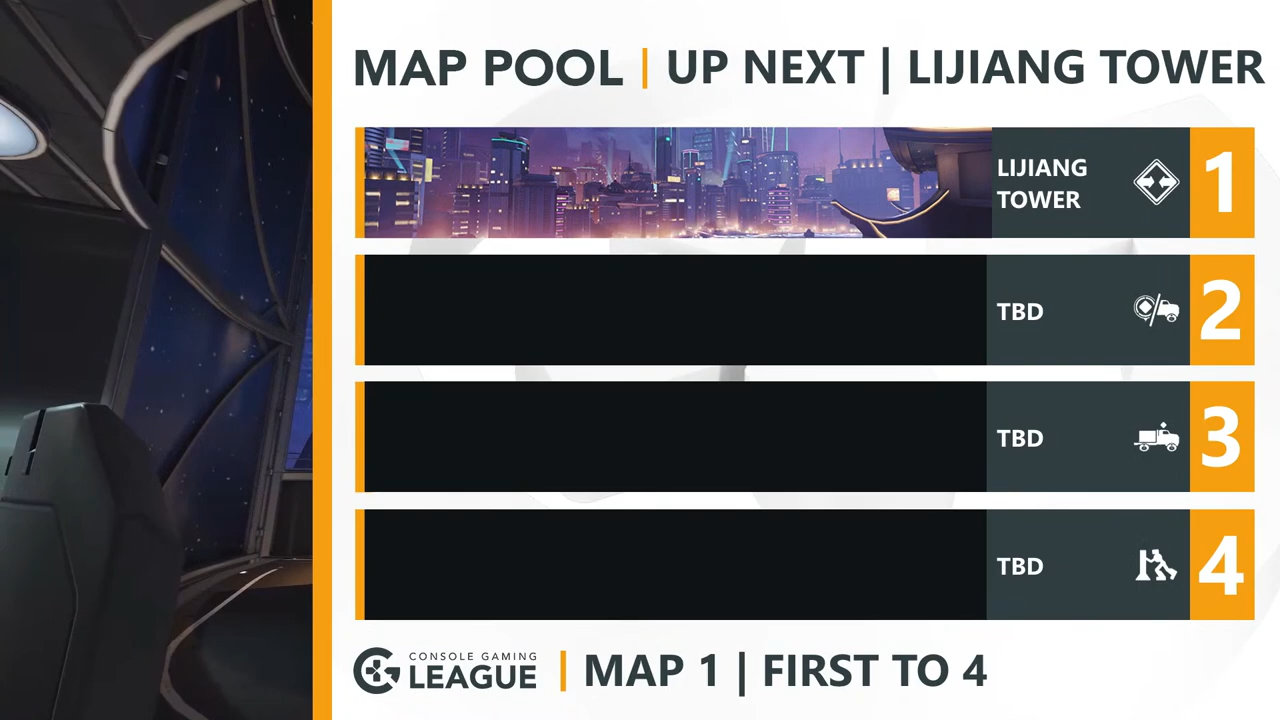 MAP POOL | UP NEXT | LIJIANG TOWER
LIJIANG
TOWER
1
TBD
2
TBD
3
TBD
4
CONSOLE GAMING
LEAGUE
MAP 1 | FIRST TO 4